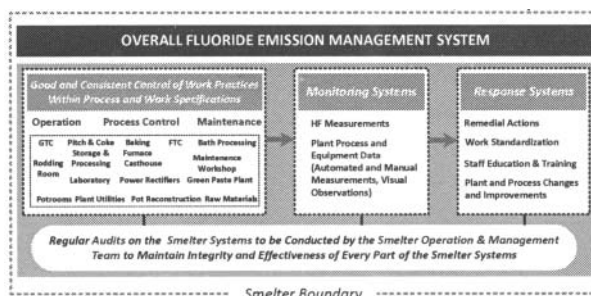 OVERALL FLUORIDE EMISSION MANAGEMENT SYSTEM
Good and Consistent Control of Work Practices
Within Process and Work Specifications
Operation Process Control Maintenance
GTC Pitch & Coke Storage & Processing Baking Furnace FTC Bath Processing
Rodding Room Casthouse Maintenance Workshop
Laboratory Power Rectifiers Green Paste Plant
Potrooms Plant Utilities Pot Reconstruction Raw Materials
Monitoring Systems
HF Measurements
Plant Process and
Equipment Data
(Automated and Manual
Measurements, Visual
Observations)
Response Systems
Remedial Actions
Work Standardization
Staff Education & Training
Plant and Process Changes
and Improvements
Regular Audits on the Smelter Systems to be Conducted by the Smelter Operation & Management
Team to Maintain Integrity and Effectiveness of Every Part of the Smelter Systems
Smelter Boundary